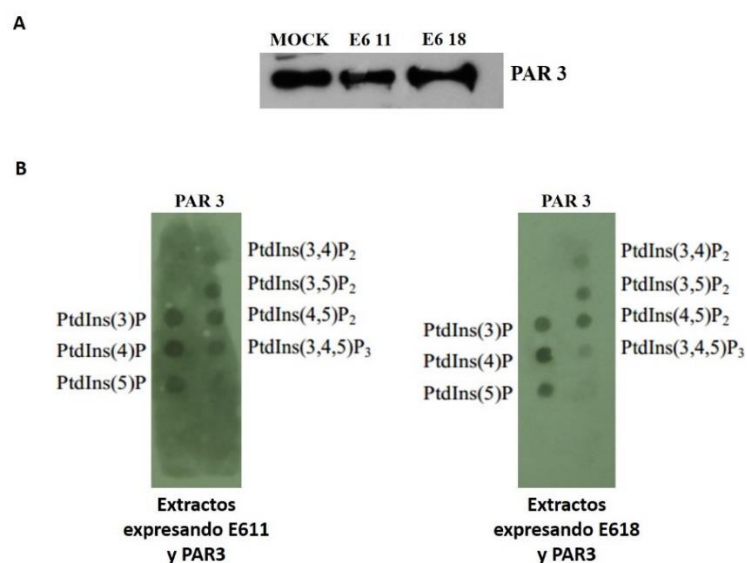 A
MOCK E6 11 E6 18
PAR 3
B
PAR 3
PtdIns(3,4)P₂
PtdIns(3,5)P₂
PtdIns(3)P
PtdIns(4,5)P₂
PtdIns(4)P
PtdIns(3,4,5)P₃
PtdIns(5)P
Extractos
expresando E611
y PAR3
PAR 3
PtdIns(3,4)P₂
PtdIns(3,5)P₂
PtdIns(3)P
PtdIns(4,5)P₂
PtdIns(4)P
PtdIns(3,4,5)P₃
PtdIns(5)P
Extractos
expresando E618
y PAR3